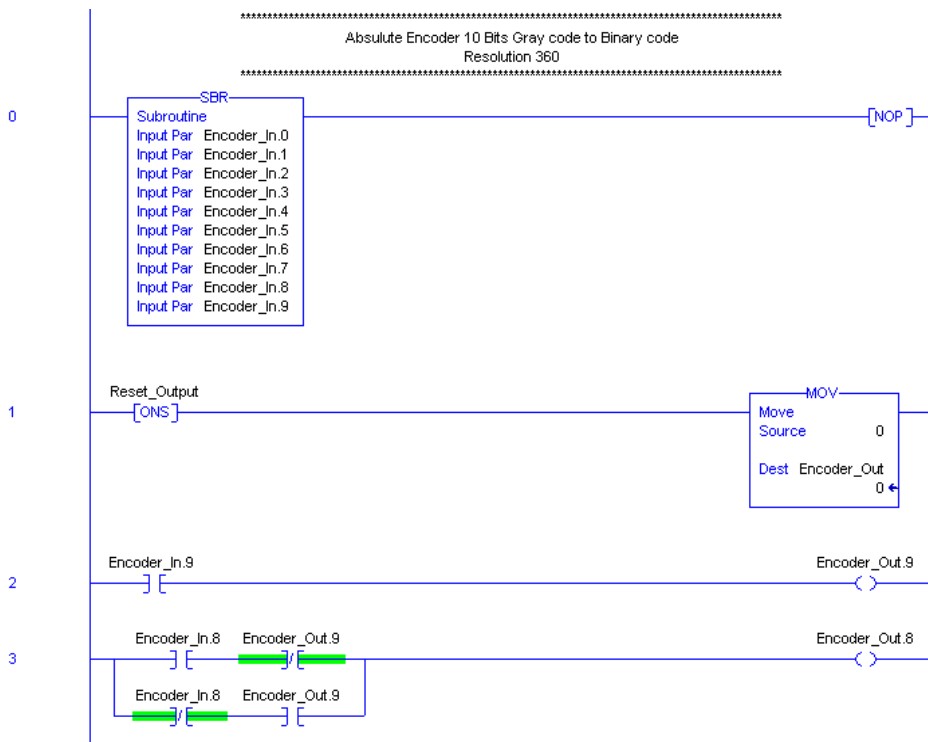 ******************************************************************************************
Absulute Encoder 10 Bits Gray code to Binary code
Resolution 360
******************************************************************************************
0
SBR
Subroutine
[NOP]
Input Par Encoder_In.0
Input Par Encoder_In.1
Input Par Encoder_In.2
Input Par Encoder_In.3
Input Par Encoder_In.4
Input Par Encoder_In.5
Input Par Encoder_In.6
Input Par Encoder_In.7
Input Par Encoder_In.8
Input Par Encoder_In.9
1
Reset_Output
[ONS]
MOV
Move
Source 0
Dest Encoder_Out
0
2
Encoder_In.9
Encoder_Out.9
3
Encoder_In.8 Encoder_Out.9
Encoder_Out.8
Encoder_In.8 Encoder_Out.9